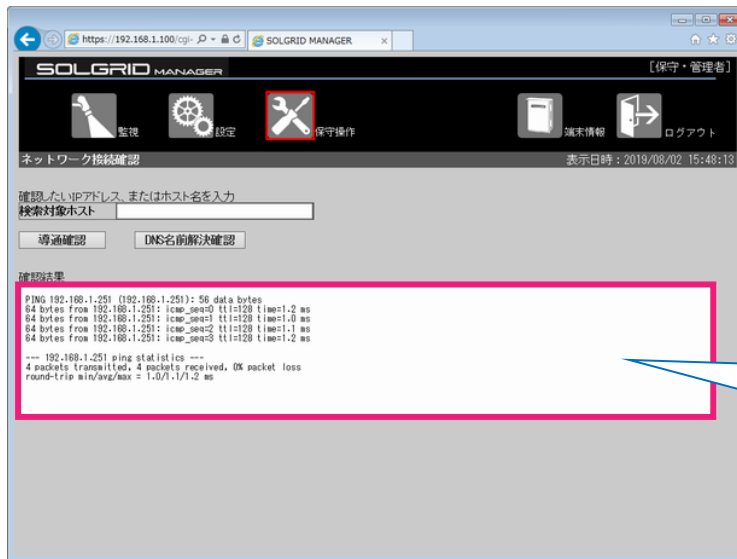 https://192.168.1.100/cgi-
SOLGRID MANAGER
SOLGRID MANAGER
[保守・管理者]
監視
設定
保守操作
端末情報
ログアウト
ネットワーク接続確認
表示日時：2019/08/02 15:48:13
確認したいIPアドレス、またはホスト名を入力
検索対象ホスト
導通確認
DNS名前解決確認
確認結果
PING 192.168.1.251 (192.168.1.251): 56 data bytes
64 bytes from 192.168.1.251: icmp_seq=0 ttl=128 time=1.2 ms
64 bytes from 192.168.1.251: icmp_seq=1 ttl=128 time=1.0 ms
64 bytes from 192.168.1.251: icmp_seq=2 ttl=128 time=1.1 ms
64 bytes from 192.168.1.251: icmp_seq=3 ttl=128 time=1.2 ms
--- 192.168.1.251 ping statistics ---
4 packets transmitted, 4 packets received, 0% packet loss
round-trip min/avg/max = 1.0/1.1/1.2 ms